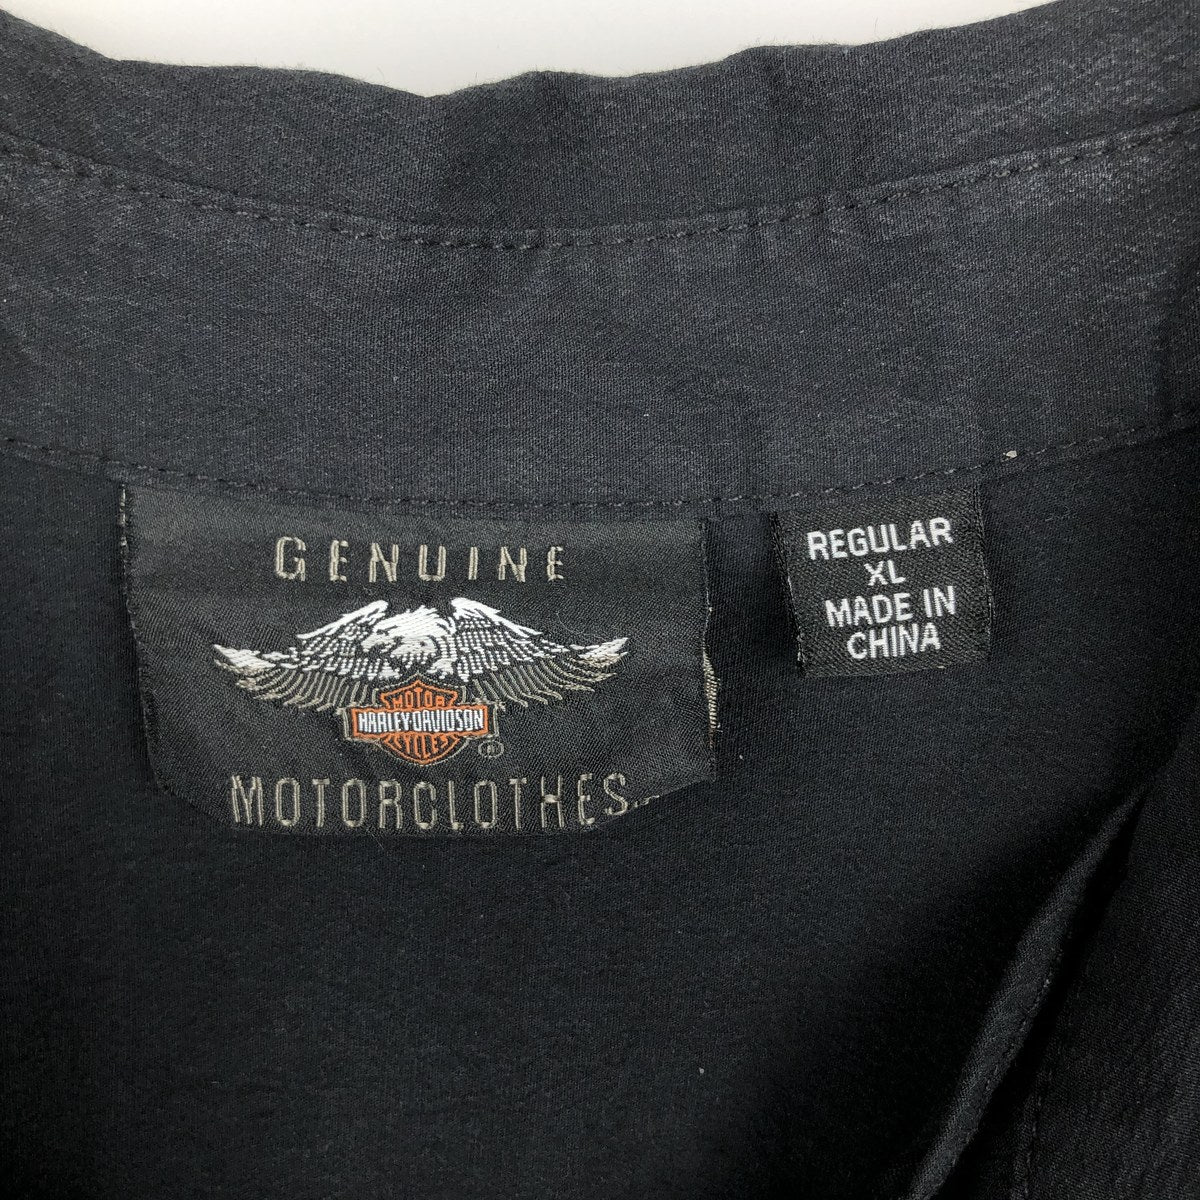 GENUINE
MOTOR
HARLEY-DAVIDSON
CYCLES
®
MOTORCLOTHES
REGULAR
XL
MADE IN
CHINA